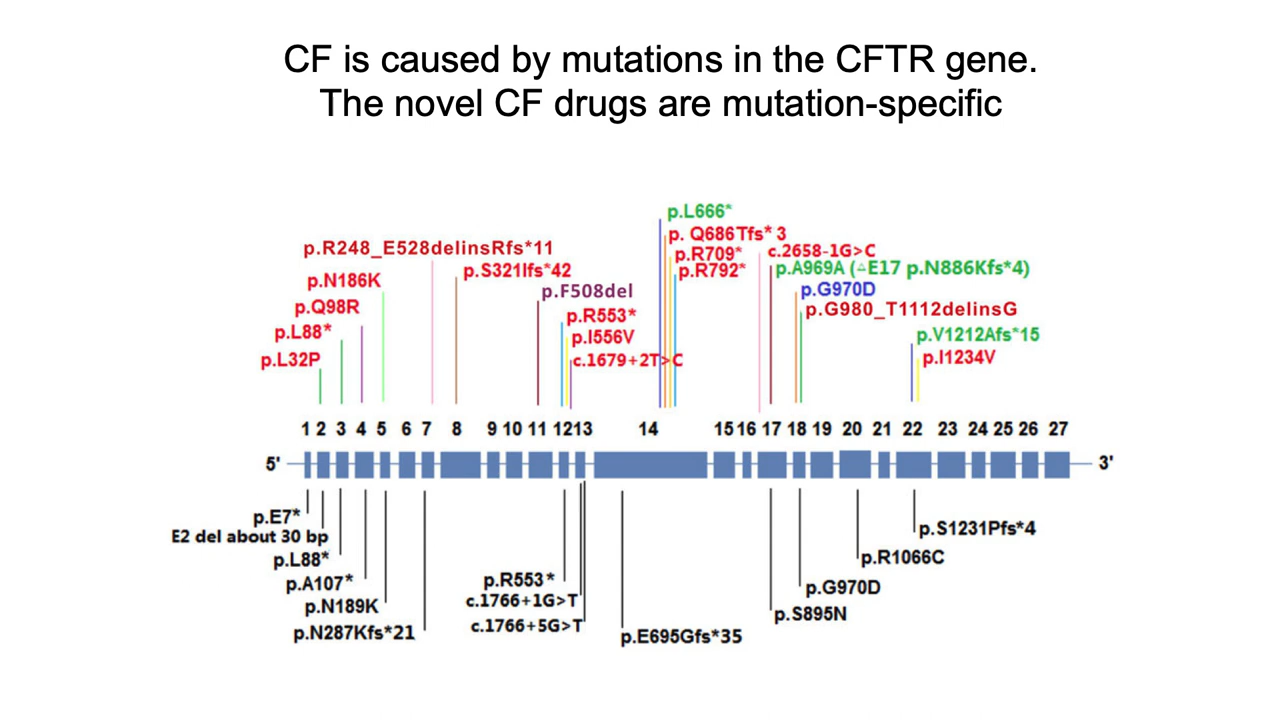 CF is caused by mutations in the CFTR gene.
The novel CF drugs are mutation-specific
p.L666*
p. Q686Tfs* 3
p.R709*
p.R792*
c.2658-1G>C
p.A969A (△E17 p.N886Kfs*4)
p.G970D
p.G980_T1112delinsG
p.V1212Afs*15
p.I1234V
p.R248_E528delinsRfs*11
p.S321Ifs*42
p.N186K
p.F508del
p.Q98R
p.R553*
p.L88*
p.I556V
p.L32P
c.1679+2T>C
1 2 3 4 5 6 7 8 9 10 11 12 13 14 15 16 17 18 19 20 21 22 23 24 25 26 27
5' 3'
p.E7*
E2 del about 30 bp
p.L88*
p.A107*
p.N189K
p.N287Kfs*21
p.R553*
c.1766+1G>T
c.1766+5G>T
p.E695Gfs*35
p.S895N
p.G970D
p.R1066C
p.S1231Pfs*4